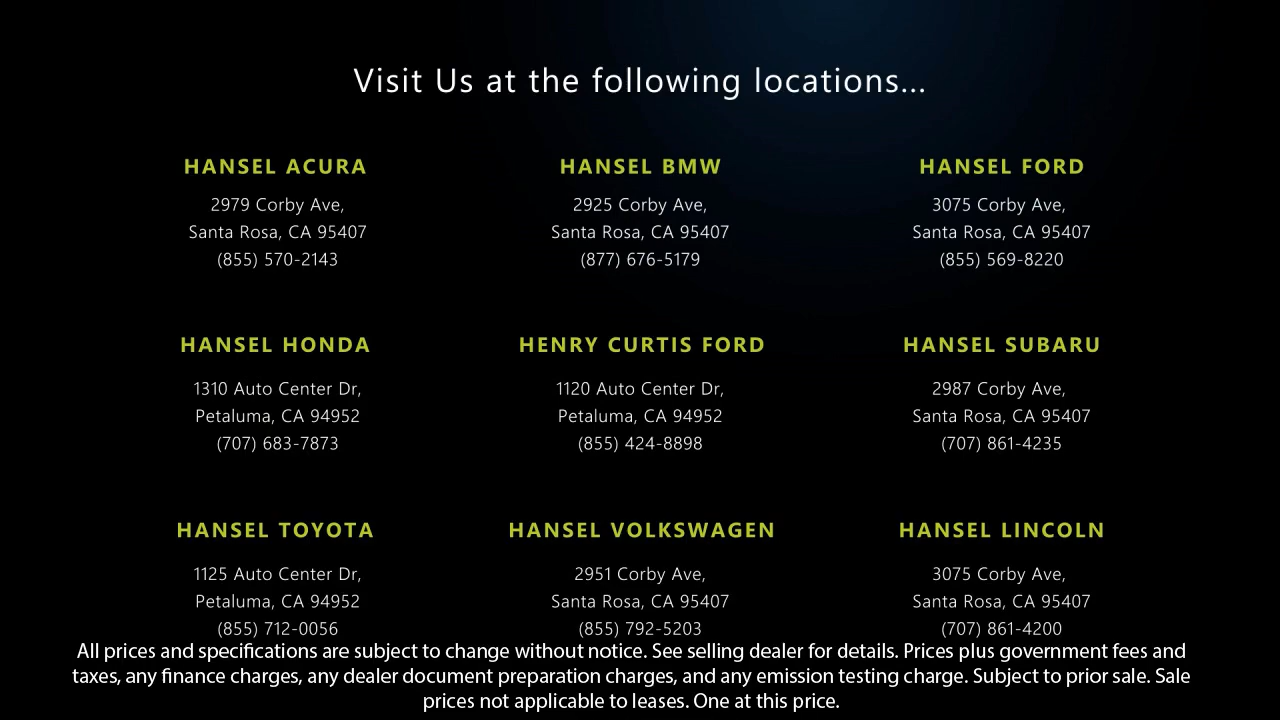 Visit Us at the following locations...
HANSEL ACURA
2979 Corby Ave,
Santa Rosa, CA 95407
(855) 570-2143
HANSEL BMW
2925 Corby Ave,
Santa Rosa, CA 95407
(877) 676-5179
HANSEL FORD
3075 Corby Ave,
Santa Rosa, CA 95407
(855) 569-8220
HANSEL HONDA
1310 Auto Center Dr,
Petaluma, CA 94952
(707) 683-7873
HENRY CURTIS FORD
1120 Auto Center Dr,
Petaluma, CA 94952
(855) 424-8898
HANSEL SUBARU
2987 Corby Ave,
Santa Rosa, CA 95407
(707) 861-4235
HANSEL TOYOTA
1125 Auto Center Dr,
Petaluma, CA 94952
(855) 712-0056
HANSEL VOLKSWAGEN
2951 Corby Ave,
Santa Rosa, CA 95407
(855) 792-5203
HANSEL LINCOLN
3075 Corby Ave,
Santa Rosa, CA 95407
(707) 861-4200
All prices and specifications are subject to change without notice. See selling dealer for details. Prices plus government fees and
taxes, any finance charges, any dealer document preparation charges, and any emission testing charge. Subject to prior sale. Sale
prices not applicable to leases. One at this price.